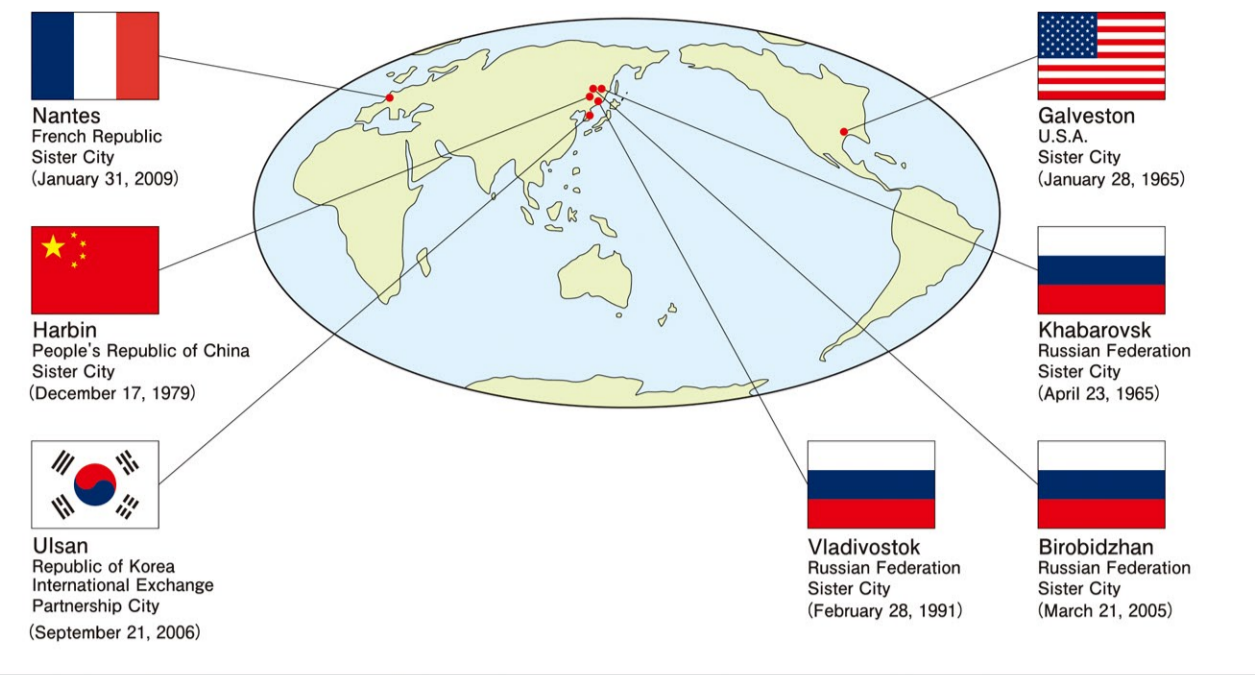 Nantes
French Republic
Sister City
(January 31, 2009)
Galveston
U.S.A.
Sister City
(January 28, 1965)
Harbin
People's Republic of China
Sister City
(December 17, 1979)
Khabarovsk
Russian Federation
Sister City
(April 23, 1965)
Ulsan
Republic of Korea
International Exchange
Partnership City
(September 21, 2006)
Vladivostok
Russian Federation
Sister City
(February 28, 1991)
Birobidzhan
Russian Federation
Sister City
(March 21, 2005)